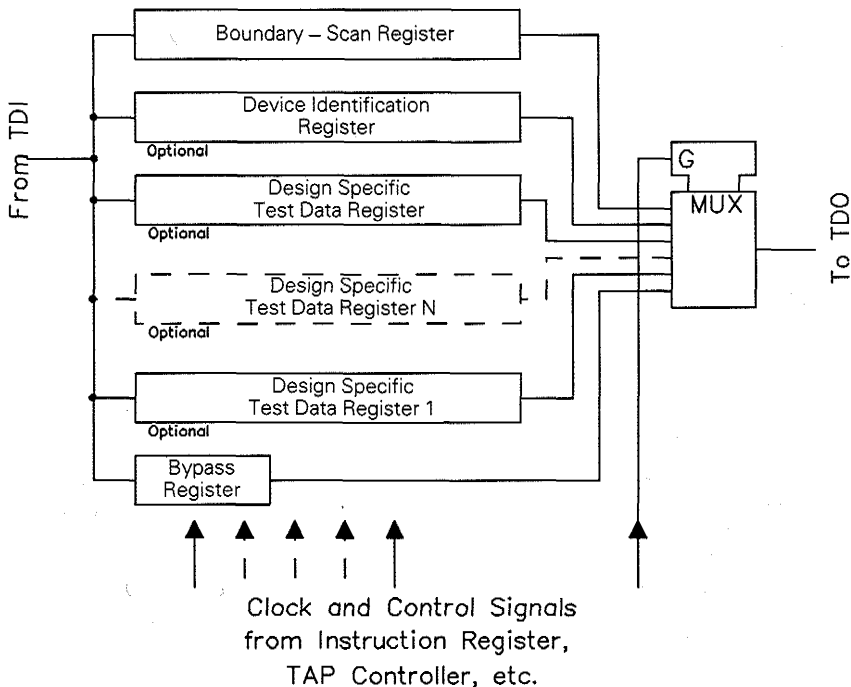 Boundary – Scan Register
Device Identification
Register
Optional
Design Specific
Test Data Register
Optional
Design Specific
Test Data Register N
Optional
Design Specific
Test Data Register 1
Optional
Bypass
Register
From TDI
G
MUX
To TDO
Clock and Control Signals
from Instruction Register,
TAP Controller, etc.